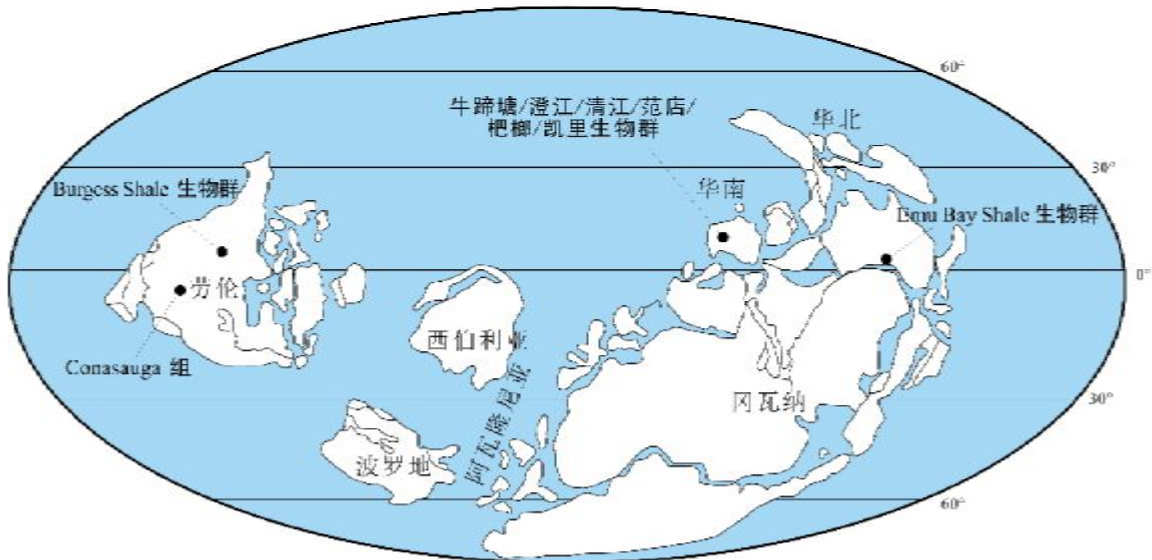 60°
牛蹄塘/澄江/清江/范店/
杷榔/凯里生物群
华北
30°
Burgess Shale 生物群
华南
Emu Bay Shale 生物群
0°
劳伦
西伯利亚
Conasauga 组
阿瓦隆尼亚
冈瓦纳
30°
波罗地
60°